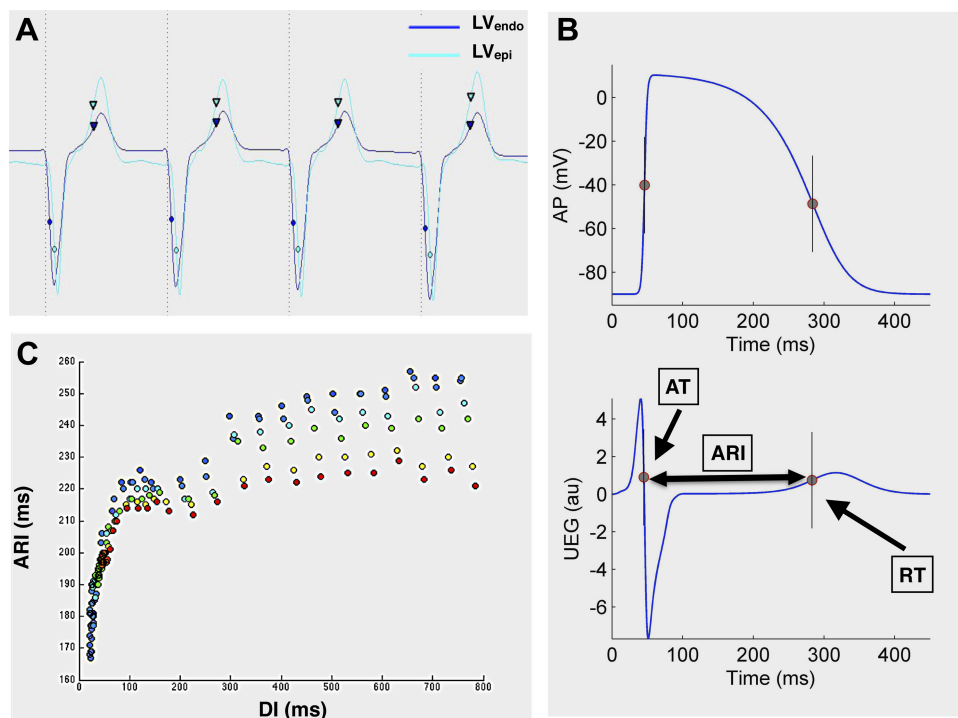 A
LVendo
LVepi
B
AP (mV)
0
-20
-40
-60
-80
0 100 200 300 400
Time (ms)
C
ARI (ms)
260
250
240
230
220
210
200
190
180
170
160
0 100 200 300 400 500 600 700 800
DI (ms)
UEG (au)
4
2
0
-2
-4
-6
AT
ARI
RT
0 100 200 300 400
Time (ms)